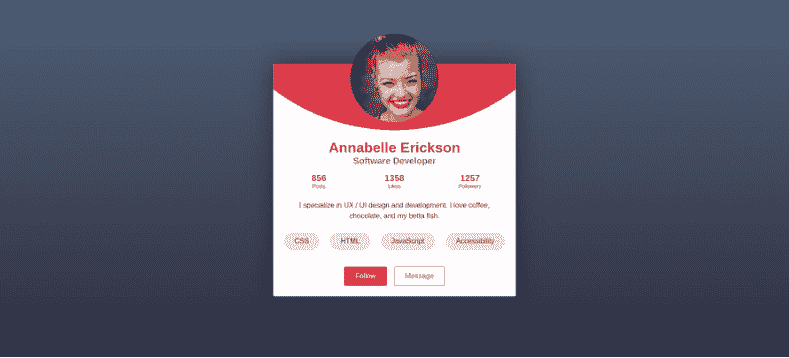 Annabelle Erickson
Software Developer
856 1358 1257
Posts Likes Followers
I specialize in UX / UI design and development. I love coffee,
chocolate, and my betta fish.
CSS HTML JavaScript Accessibility
Follow Message